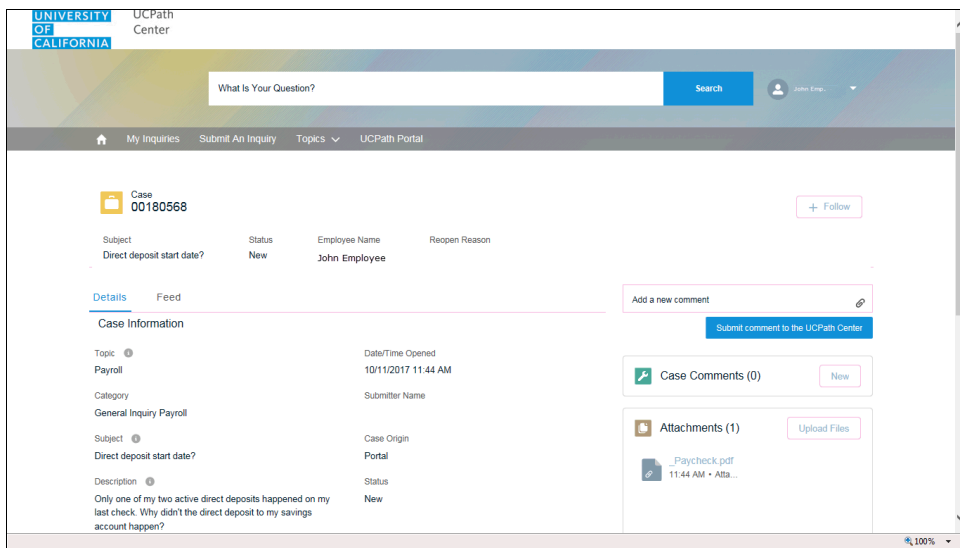 UNIVERSITY
OF
CALIFORNIA
UCPath
Center
What Is Your Question?
Search
John Emp..
My Inquiries Submit An Inquiry Topics UCPath Portal
Case
00180568
+ Follow
Subject Status Employee Name Reopen Reason
Direct deposit start date? New John Employee
Details Feed
Add a new comment
Submit comment to the UCPath Center
Case Information
Topic
Payroll
Date/Time Opened
10/11/2017 11:44 AM
Category
General Inquiry Payroll
Submitter Name
Subject
Direct deposit start date?
Case Origin
Portal
Description
Only one of my two active direct deposits happened on my
last check. Why didn't the direct deposit to my savings
account happen?
Status
New
Case Comments (0)
New
Attachments (1)
Upload Files
_Paycheck.pdf
11:44 AM • Atta...
100%